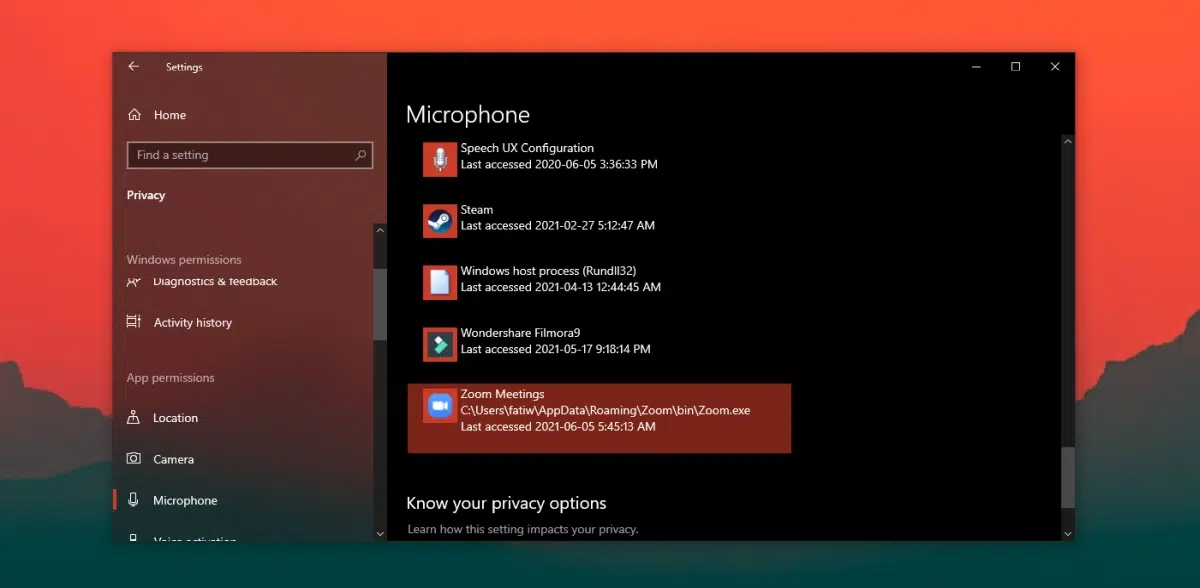 Settings
Home
Find a setting
Privacy
Windows permissions
Diagnostics & feedback
Activity history
App permissions
Location
Camera
Microphone
Voice activation
Microphone
Speech UX Configuration
Last accessed 2020-06-05 3:36:33 PM
Steam
Last accessed 2021-02-27 5:12:47 AM
Windows host process (Rundll32)
Last accessed 2021-04-13 12:44:45 AM
Wondershare Filmora9
Last accessed 2021-05-17 9:18:14 PM
Zoom Meetings
C:\Users\fatiw\AppData\Roaming\Zoom\bin\Zoom.exe
Last accessed 2021-06-05 5:45:13 AM
Know your privacy options
Learn how this setting impacts your privacy.